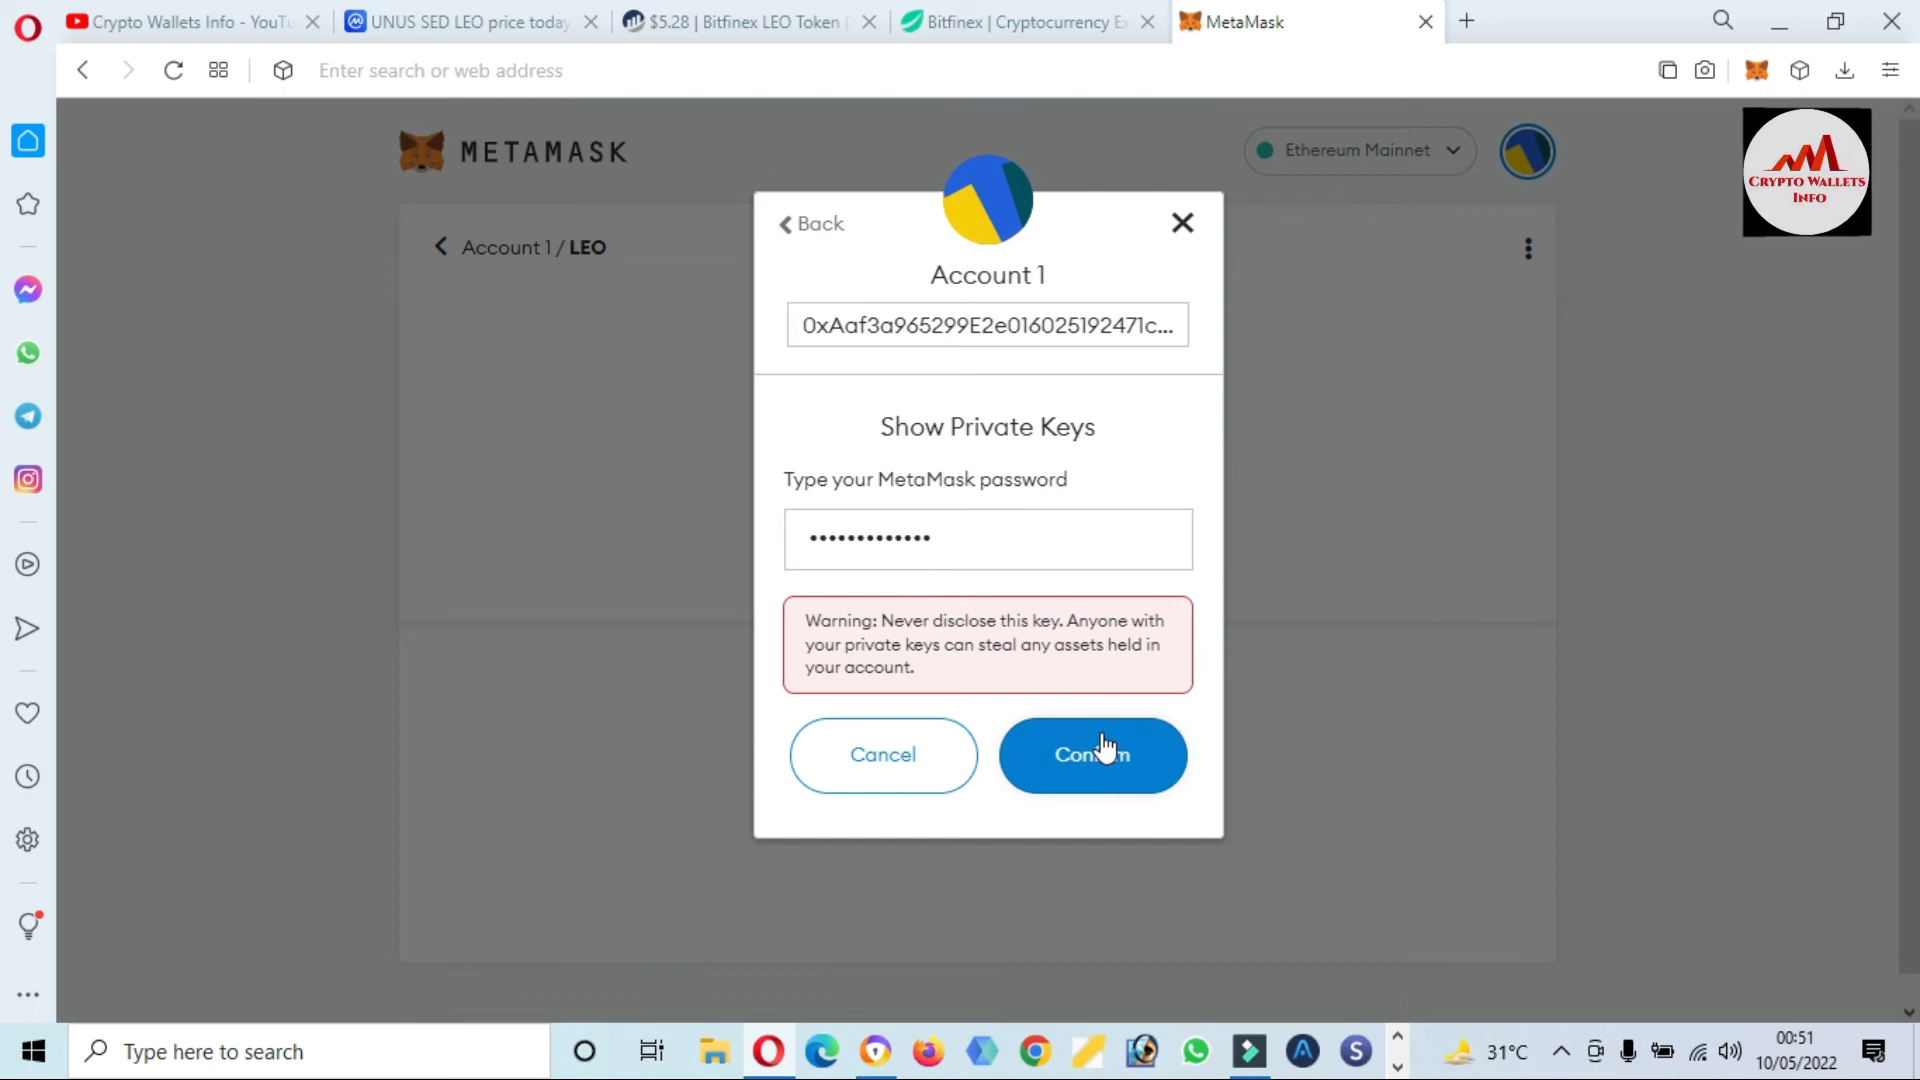 Crypto Wallets Info - YouTu
UNUS SED LEO price today
$5.28 | Bitfinex LEO Token (
Bitfinex | Cryptocurrency Ex
MetaMask
Enter search or web address
METAMASK
Ethereum Mainnet
CRYPTO WALLETS
INFO
Back
Account 1 / LEO
Account 1
0xAaf3a965299E2e016025192471c...
Show Private Keys
Type your MetaMask password
•••••••••••••
Warning: Never disclose this key. Anyone with
your private keys can steal any assets held in
your account.
Cancel
Confirm
Type here to search
31°C
00:51
10/05/2022